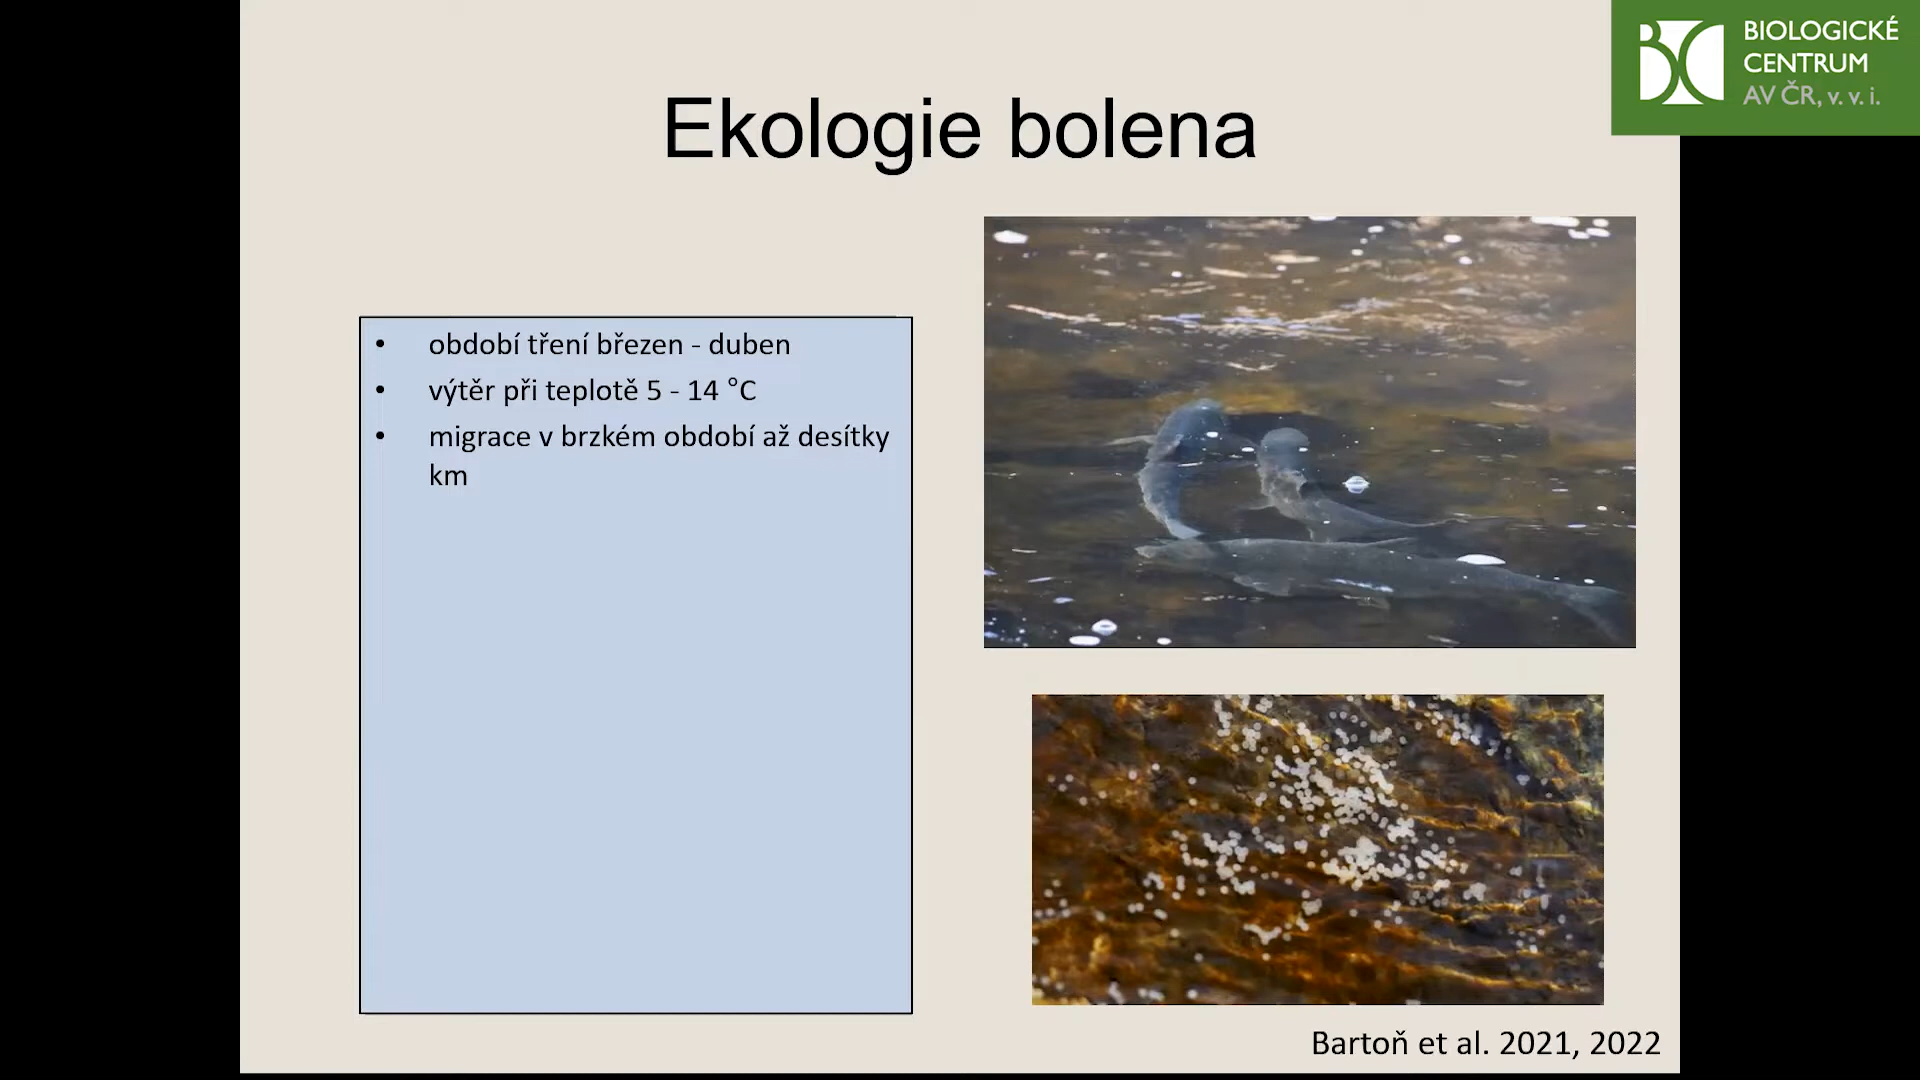 BIOLOGICKÉ
CENTRUM
AV ČR, v. v. i.
Ekologie bolena
• období tření březen - duben
• výtěr při teplotě 5 - 14 °C
• migrace v brzkém období až desítky
km
Bartoň et al. 2021, 2022